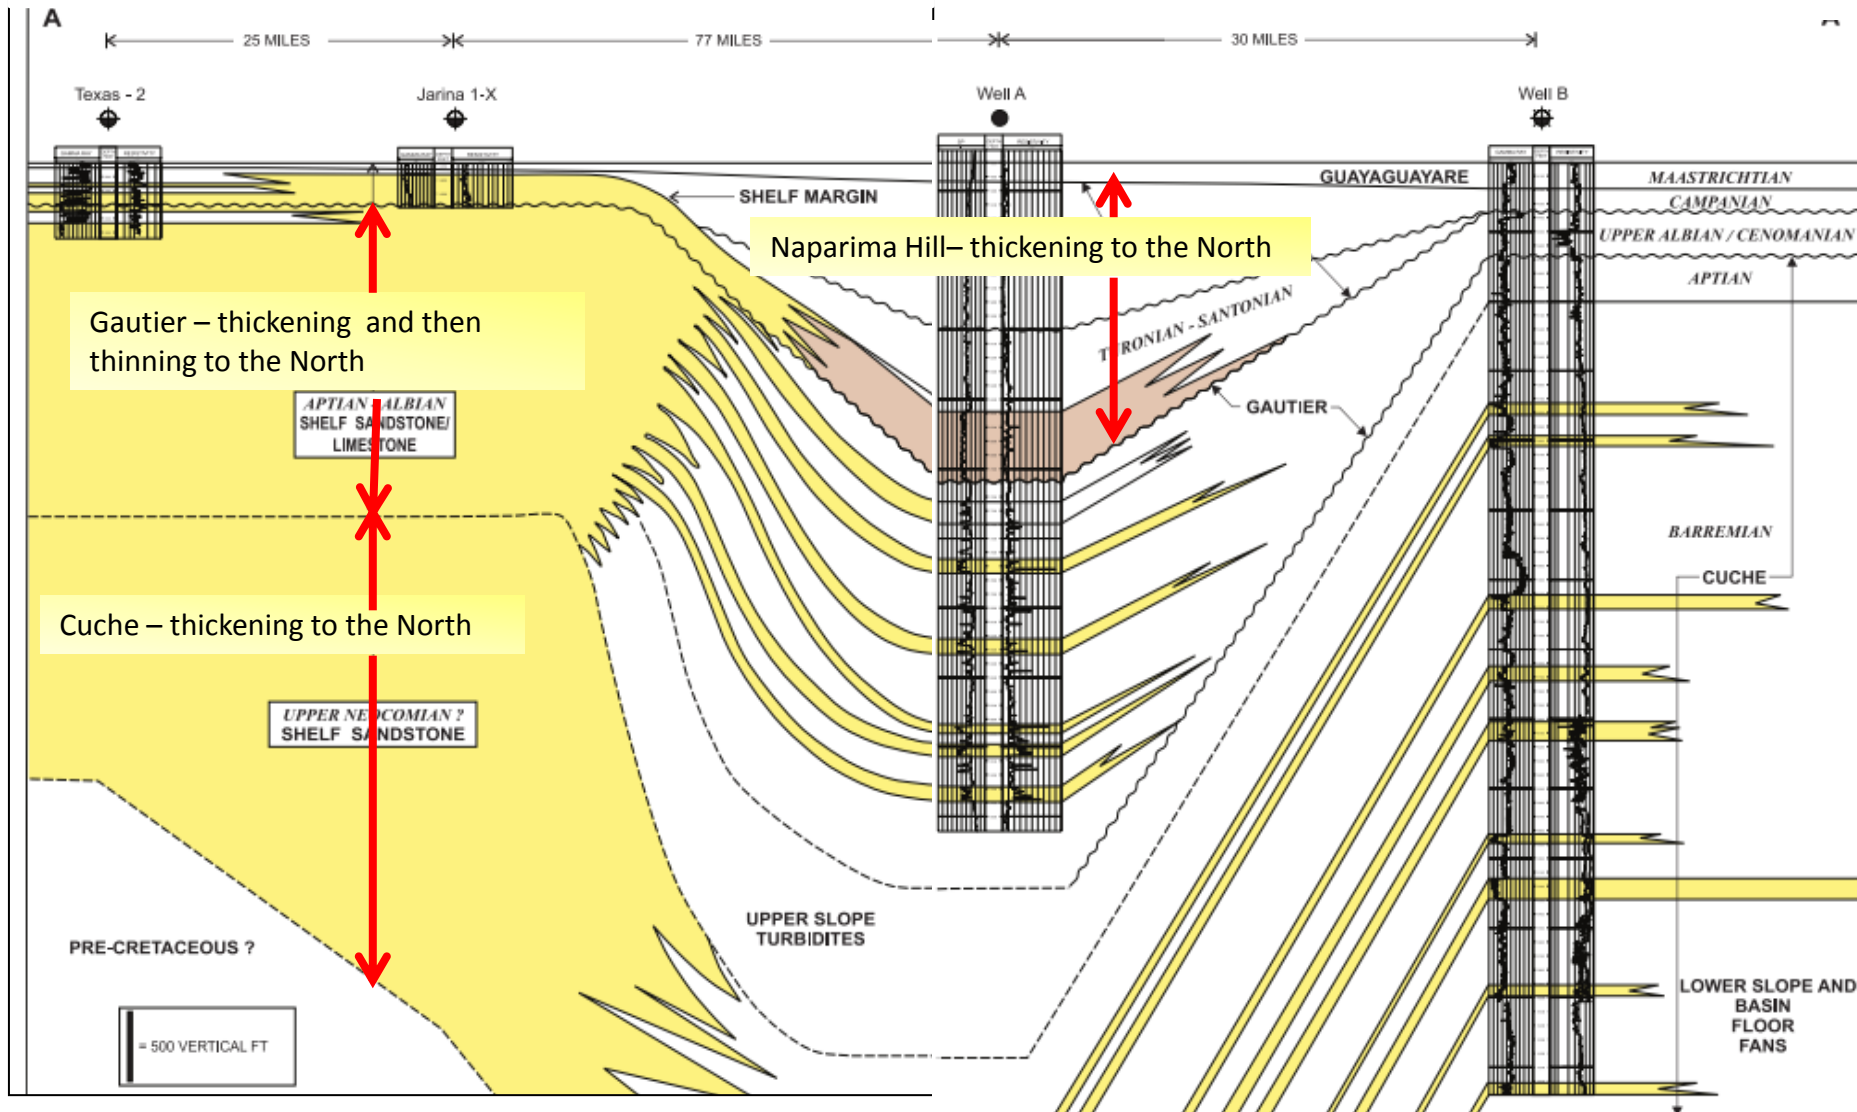 A
A'
25 MILES
77 MILES
30 MILES
Texas - 2
Jarina 1-X
Well A
Well B
SHELF MARGIN
GUAYAGUAYARE
MAASTRICHTIAN
CAMPANIAN
UPPER ALBIAN / CENOMANIAN
APTIAN
Naparima Hill– thickening to the North
TURONIAN - SANTONIAN
Gautier – thickening and then
thinning to the North
APTIAN - ALBIAN
SHELF SANDSTONE/
LIMESTONE
GAUTIER
BARREMIAN
CUCHE
Cuche – thickening to the North
UPPER NEOCOMIAN ?
SHELF SANDSTONE
UPPER SLOPE
TURBIDITES
PRE-CRETACEOUS ?
LOWER SLOPE AND
BASIN
FLOOR
FANS
= 500 VERTICAL FT